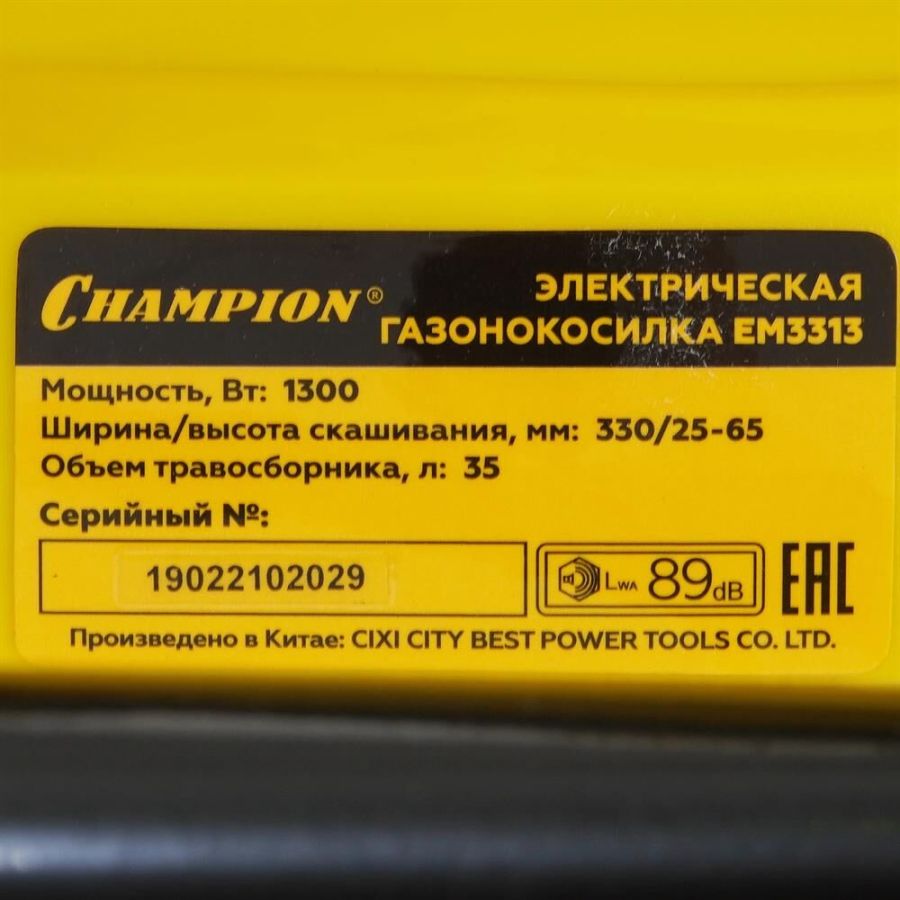 CHAMPION®
ЭЛЕКТРИЧЕСКАЯ
ГАЗОНОКОСИЛКА EM3313
Мощность, Вт: 1300
Ширина/высота скашивания, мм: 330/25-65
Объем травосборника, л: 35
Серийный №:
19022102029
LWA 89dB
EAC
Произведено в Китае: CIXI CITY BEST POWER TOOLS CO. LTD.